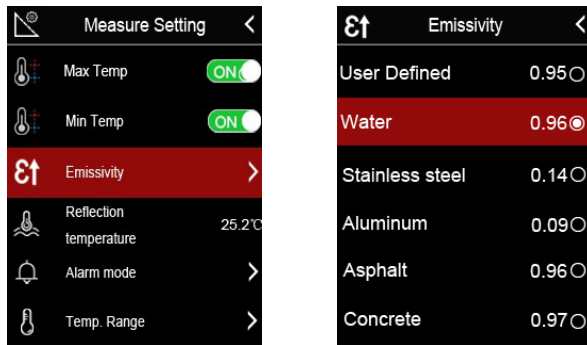 Measure Setting
Max Temp ON
Min Temp ON
Emissivity
Reflection
temperature 25.2℃
Alarm mode
Temp. Range
Emissivity
User Defined 0.95
Water 0.96
Stainless steel 0.14
Aluminum 0.09
Asphalt 0.96
Concrete 0.97